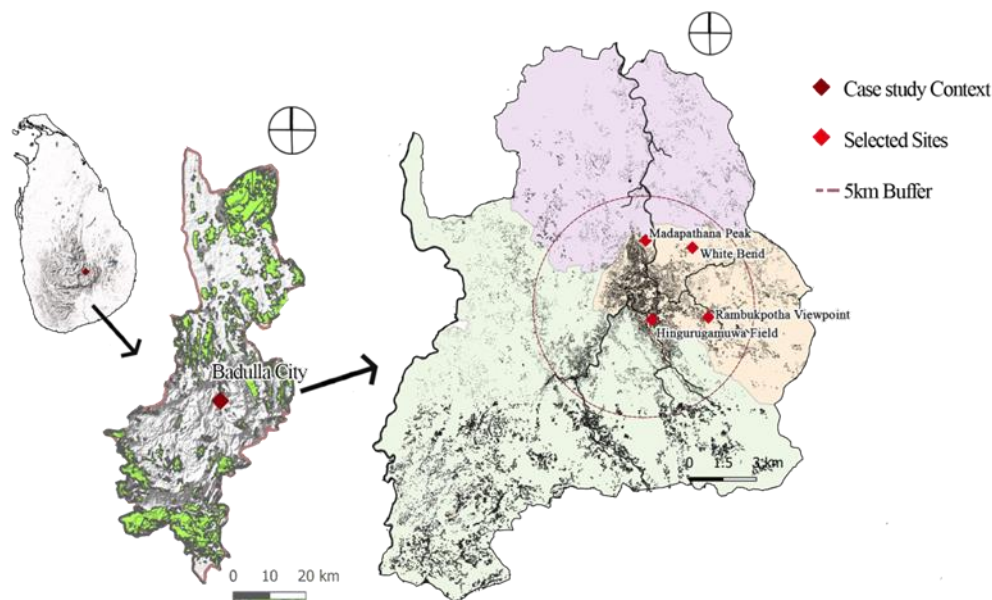 Case study Context
Selected Sites
5km Buffer
Madapathana Peak
White Bend
Rambukpotha Viewpoint
Hingurugamuwa Field
Badulla City
0 1.5 3 km
0 10 20 km